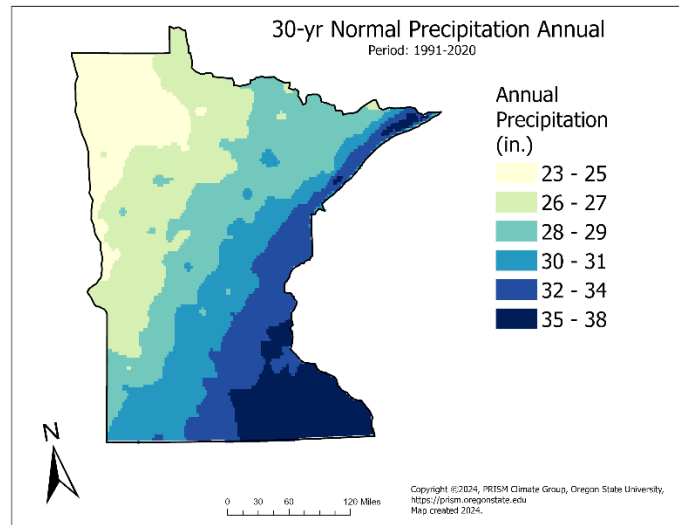 30-yr Normal Precipitation Annual
Period: 1991-2020
Annual
Precipitation
(in.)
23 - 25
26 - 27
28 - 29
30 - 31
32 - 34
35 - 38
N
0 30 60 120 Miles
Copyright ©2024, PRISM Climate Group, Oregon State University,
https://prism.oregonstate.edu
Map created 2024.